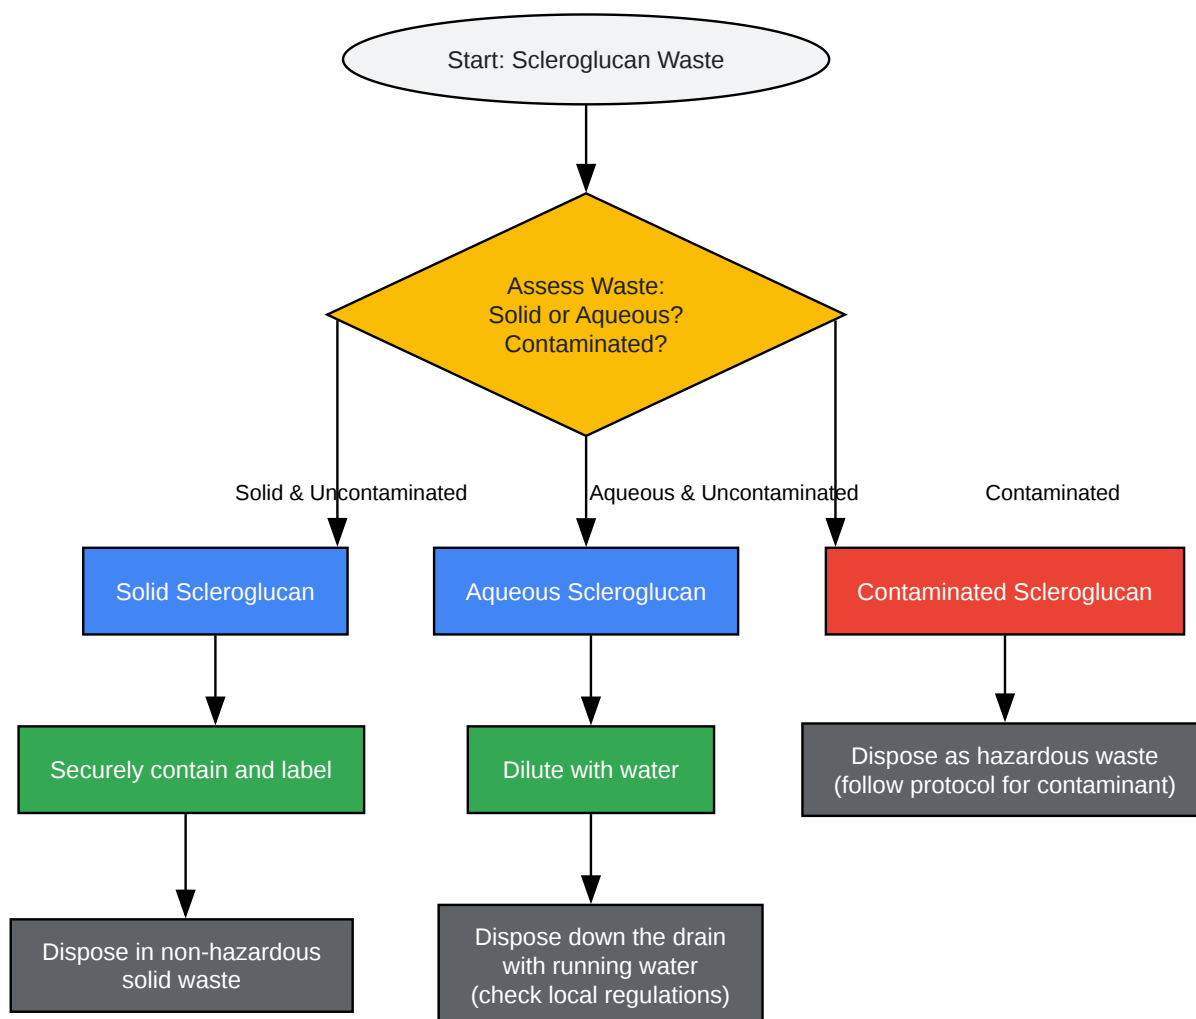 Start: Scleroglucan Waste
Assess Waste:
Solid or Aqueous?
Contaminated?
Solid & Uncontaminated
Aqueous & Uncontaminated
Contaminated
Solid Scleroglucan
Aqueous Scleroglucan
Contaminated Scleroglucan
Securely contain and label
Dilute with water
Dispose as hazardous waste
(follow protocol for contaminant)
Dispose in non-hazardous
solid waste
Dispose down the drain
with running water
(check local regulations)